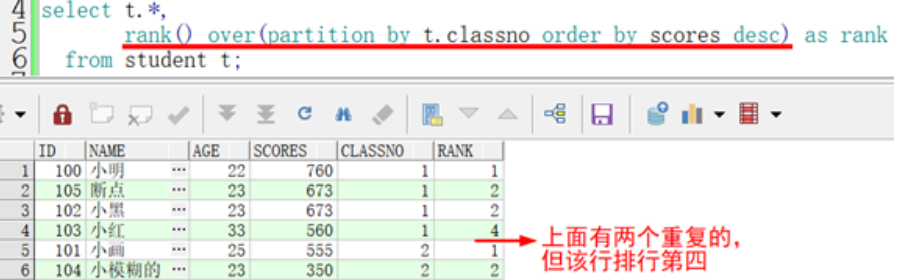 4 select t.*,
5 rank() over(partition by t.classno order by scores desc) as rank
6 from student t;
ID NAME AGE SCORES CLASSNO RANK
1 100 小明 ··· 22 760 1 1
2 105 断点 ··· 23 673 1 2
3 102 小黑 ··· 23 673 1 2
4 103 小红 ··· 33 560 1 4
5 101 小画 ··· 25 555 2 1
6 104 小模糊的 ··· 23 350 2 2
上面有两个重复的，
但该行排行第四